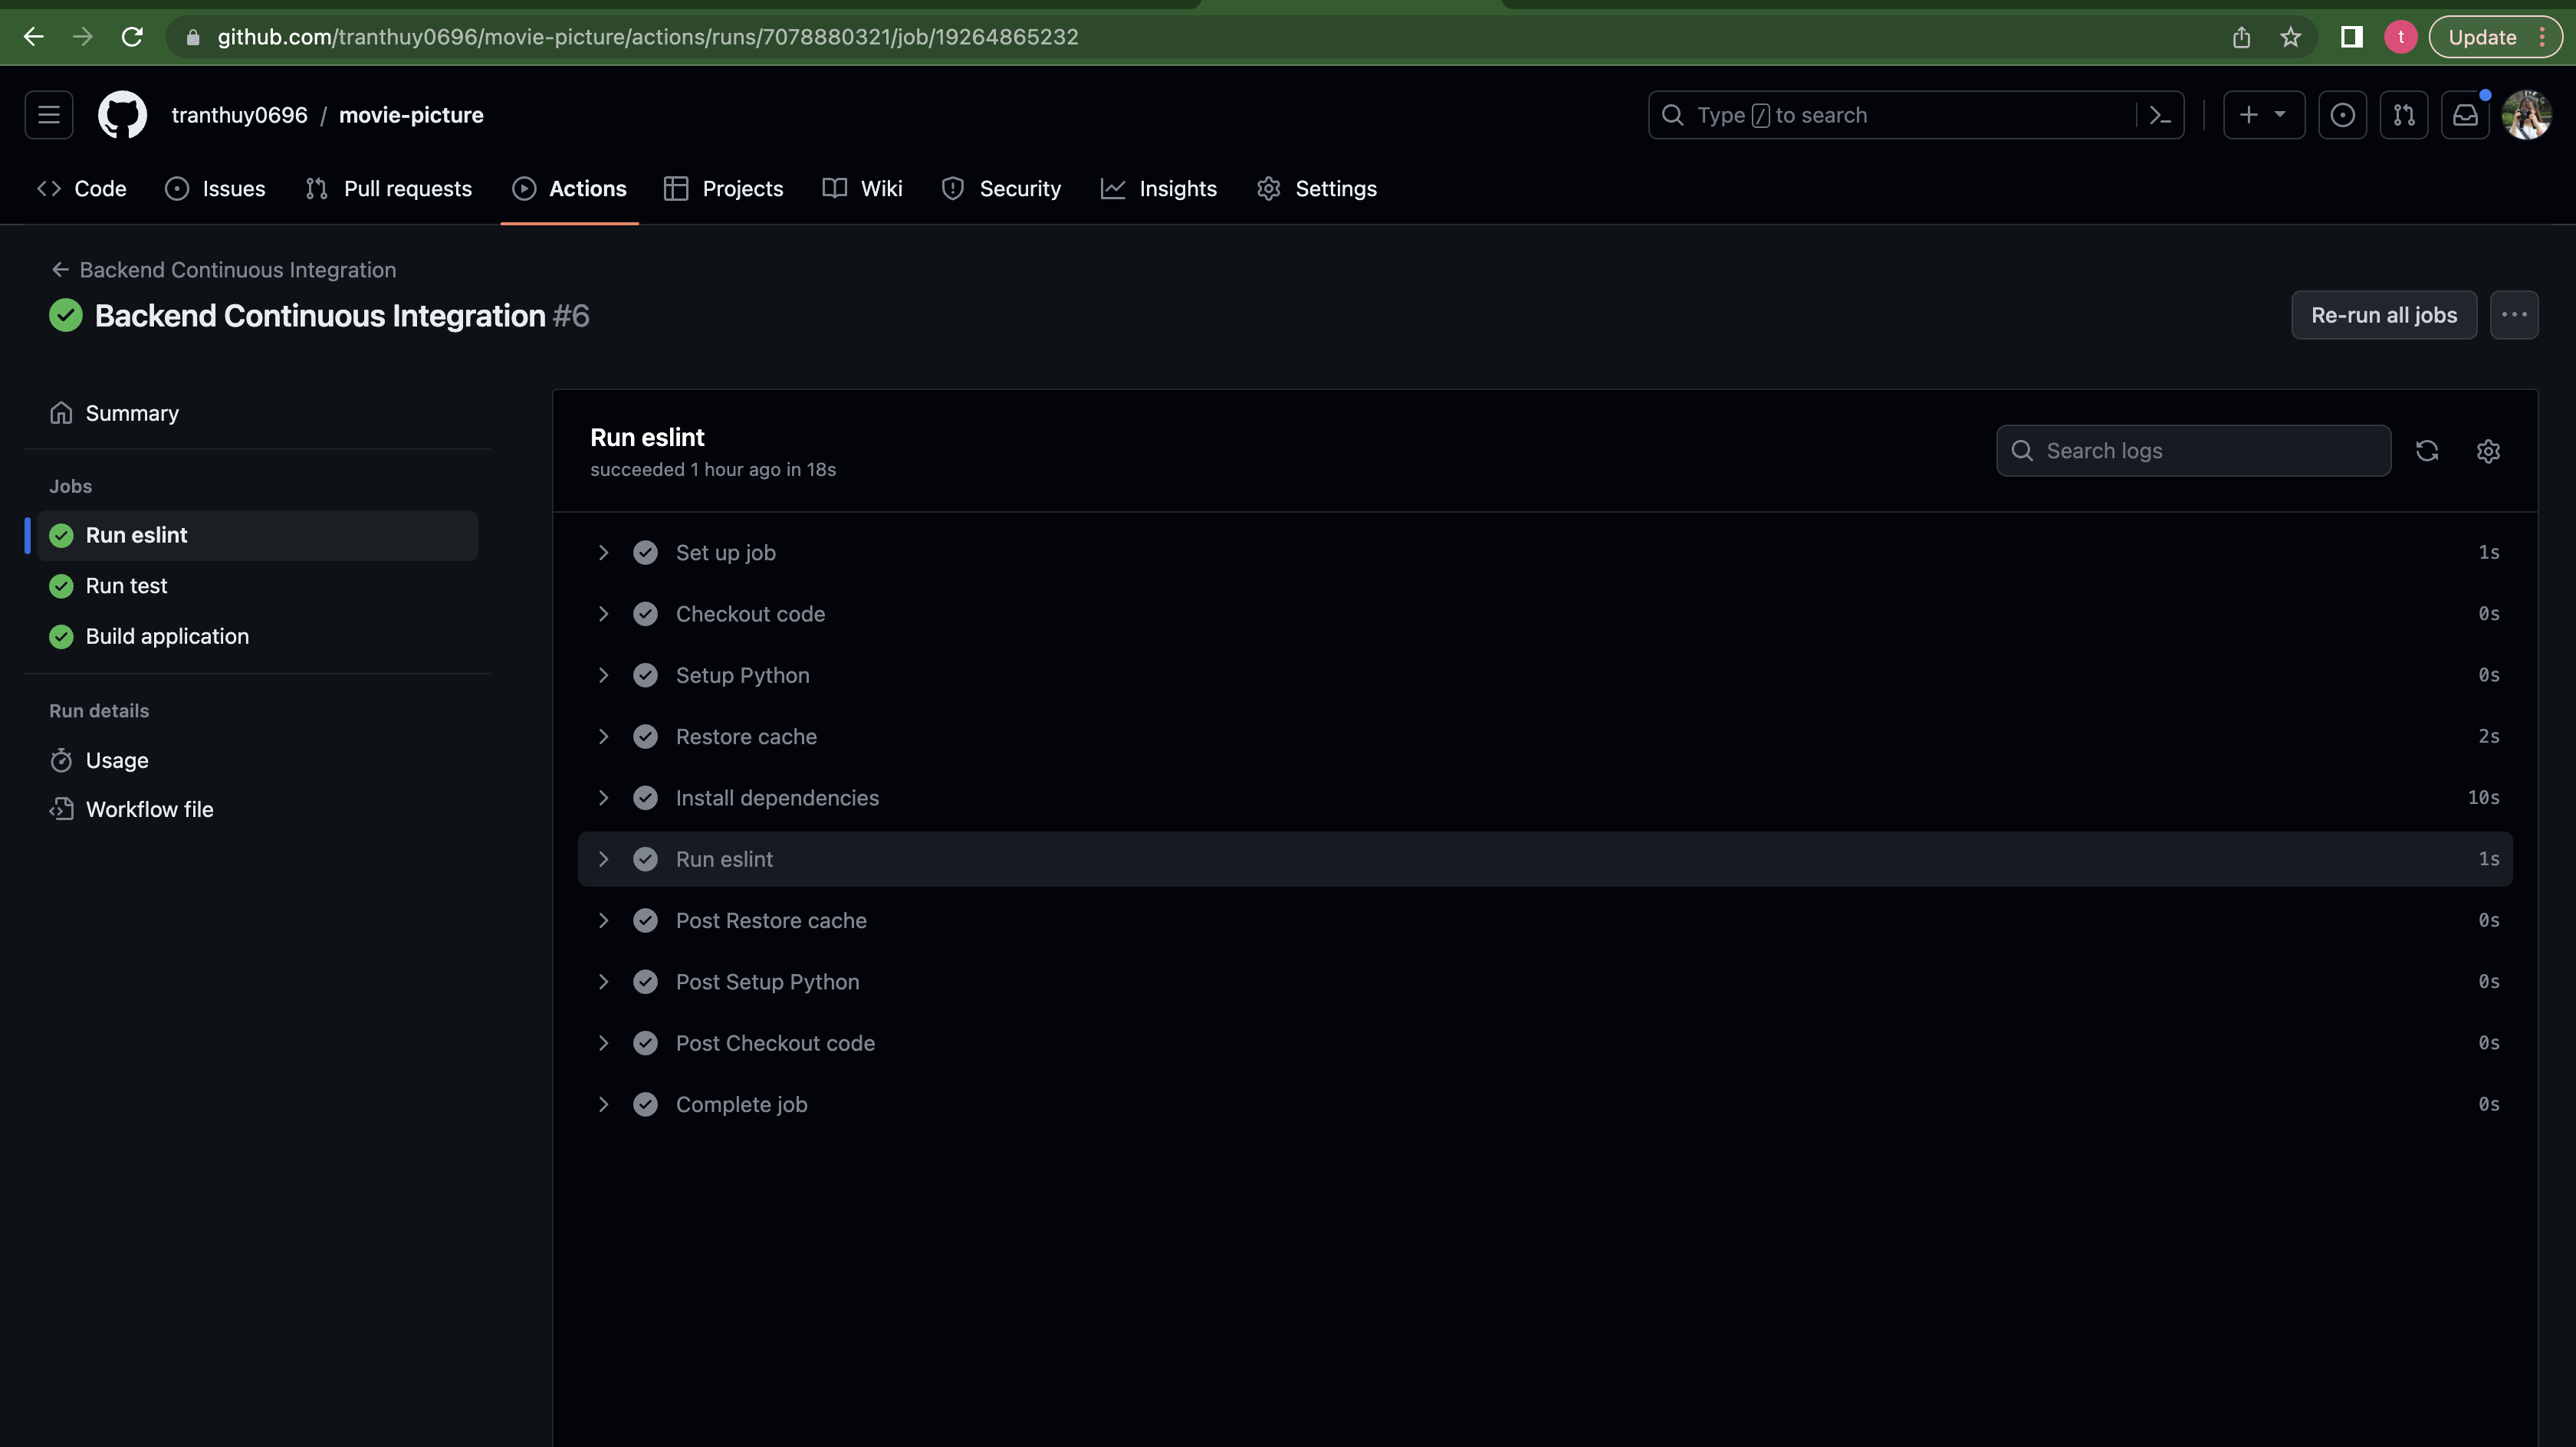 github.com/tranthuy0696/movie-picture/actions/runs/7078880321/job/19264865232
t
Update
tranthuy0696 / movie-picture
Type / to search
Code
Issues
Pull requests
Actions
Projects
Wiki
Security
Insights
Settings
Backend Continuous Integration
Backend Continuous Integration #6
Re-run all jobs
Summary
Jobs
Run eslint
Run test
Build application
Run details
Usage
Workflow file
Run eslint
succeeded 1 hour ago in 18s
Search logs
Set up job 1s
Checkout code 0s
Setup Python 0s
Restore cache 2s
Install dependencies 10s
Run eslint 1s
Post Restore cache 0s
Post Setup Python 0s
Post Checkout code 0s
Complete job 0s